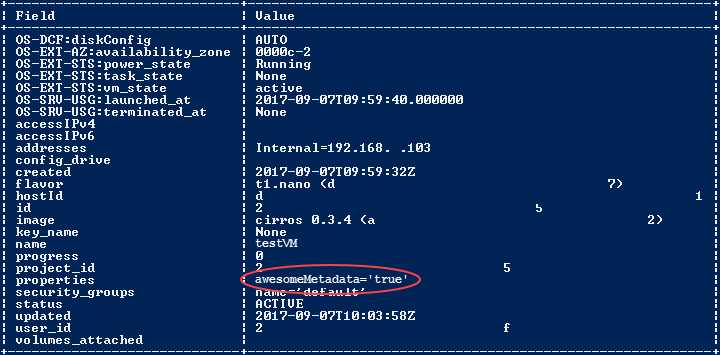 Field Value
OS-DCF:diskConfig AUTO
OS-EXT-AZ:availability_zone 0000c-2
OS-EXT-STS:power_state Running
OS-EXT-STS:task_state None
OS-EXT-STS:vm_state active
OS-SRV-USG:launched_at 2017-09-07T09:59:40.000000
OS-SRV-USG:terminated_at None
accessIPv4
accessIPv6
addresses Internal=192.168. .103
config_drive
created 2017-09-07T09:59:32Z
flavor t1.nano (d 7)
hostId d 1
id 2 5
image cirros 0.3.4 (a 2)
key_name None
name testVM
progress 0
project_id 2 5
properties awesomeMetadata='true'
security_groups name='default'
status ACTIVE
updated 2017-09-07T10:03:58Z
user_id 2 f
volumes_attached